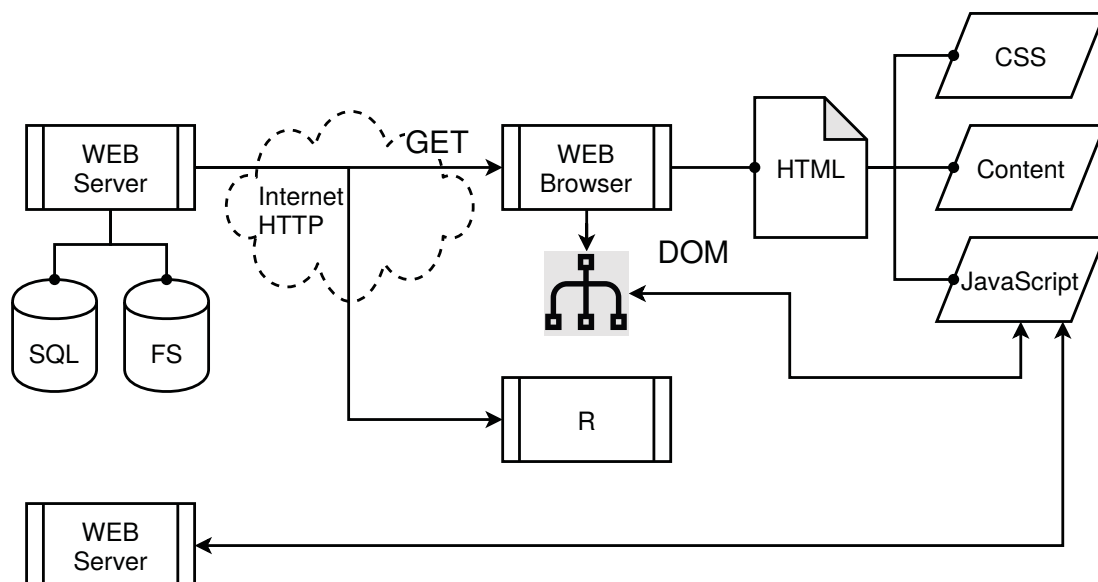 CSS
WEB
Server
GET
WEB
Browser
HTML
Content
Internet
HTTP
DOM
JavaScript
SQL
FS
R
WEB
Server